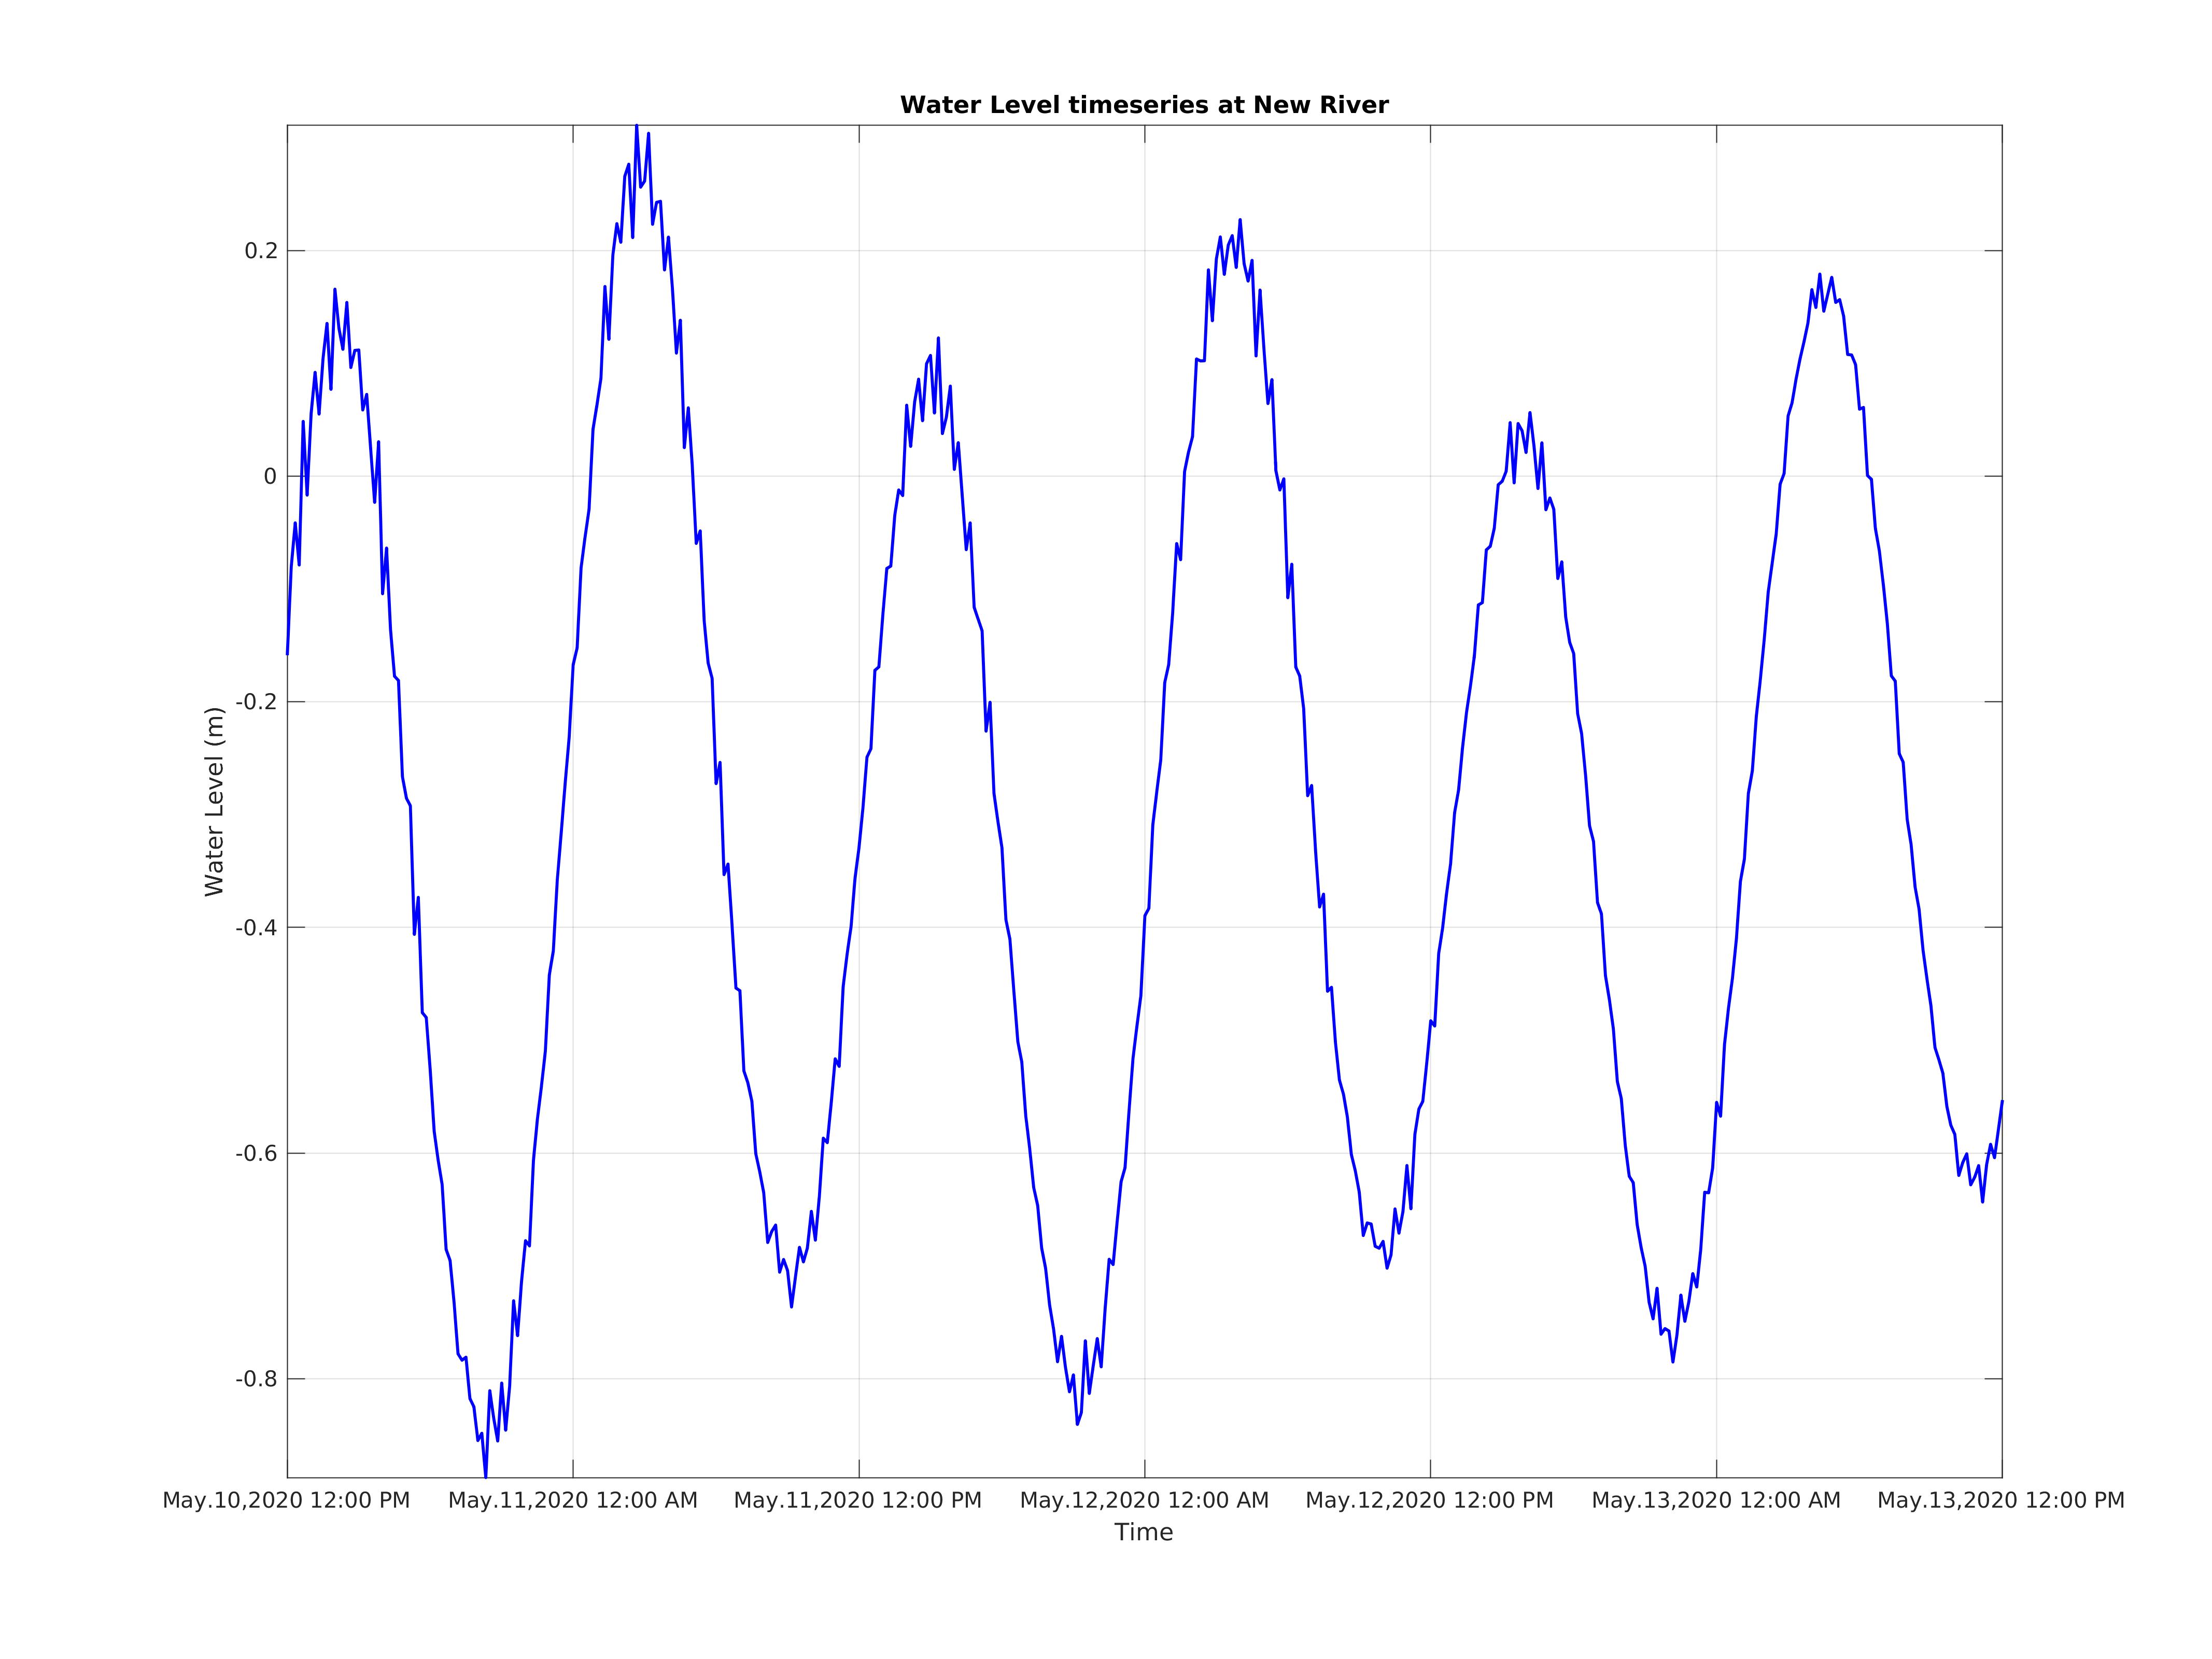 Water Level timeseries at New River
Water Level (m)
0.2
0
-0.2
-0.4
-0.6
-0.8
May.10,2020 12:00 PM
May.11,2020 12:00 AM
May.11,2020 12:00 PM
May.12,2020 12:00 AM
May.12,2020 12:00 PM
May.13,2020 12:00 AM
May.13,2020 12:00 PM
Time